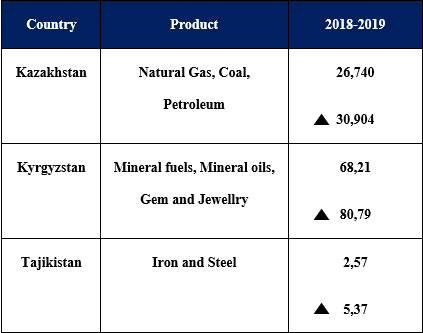 Country Product 2018-2019
Kazakhstan Natural Gas, Coal, 26,740
Petroleum
▲ 30,904
Kyrgyzstan Mineral fuels, Mineral oils, 68,21
Gem and Jewellry
▲ 80,79
Tajikistan Iron and Steel 2,57
▲ 5,37